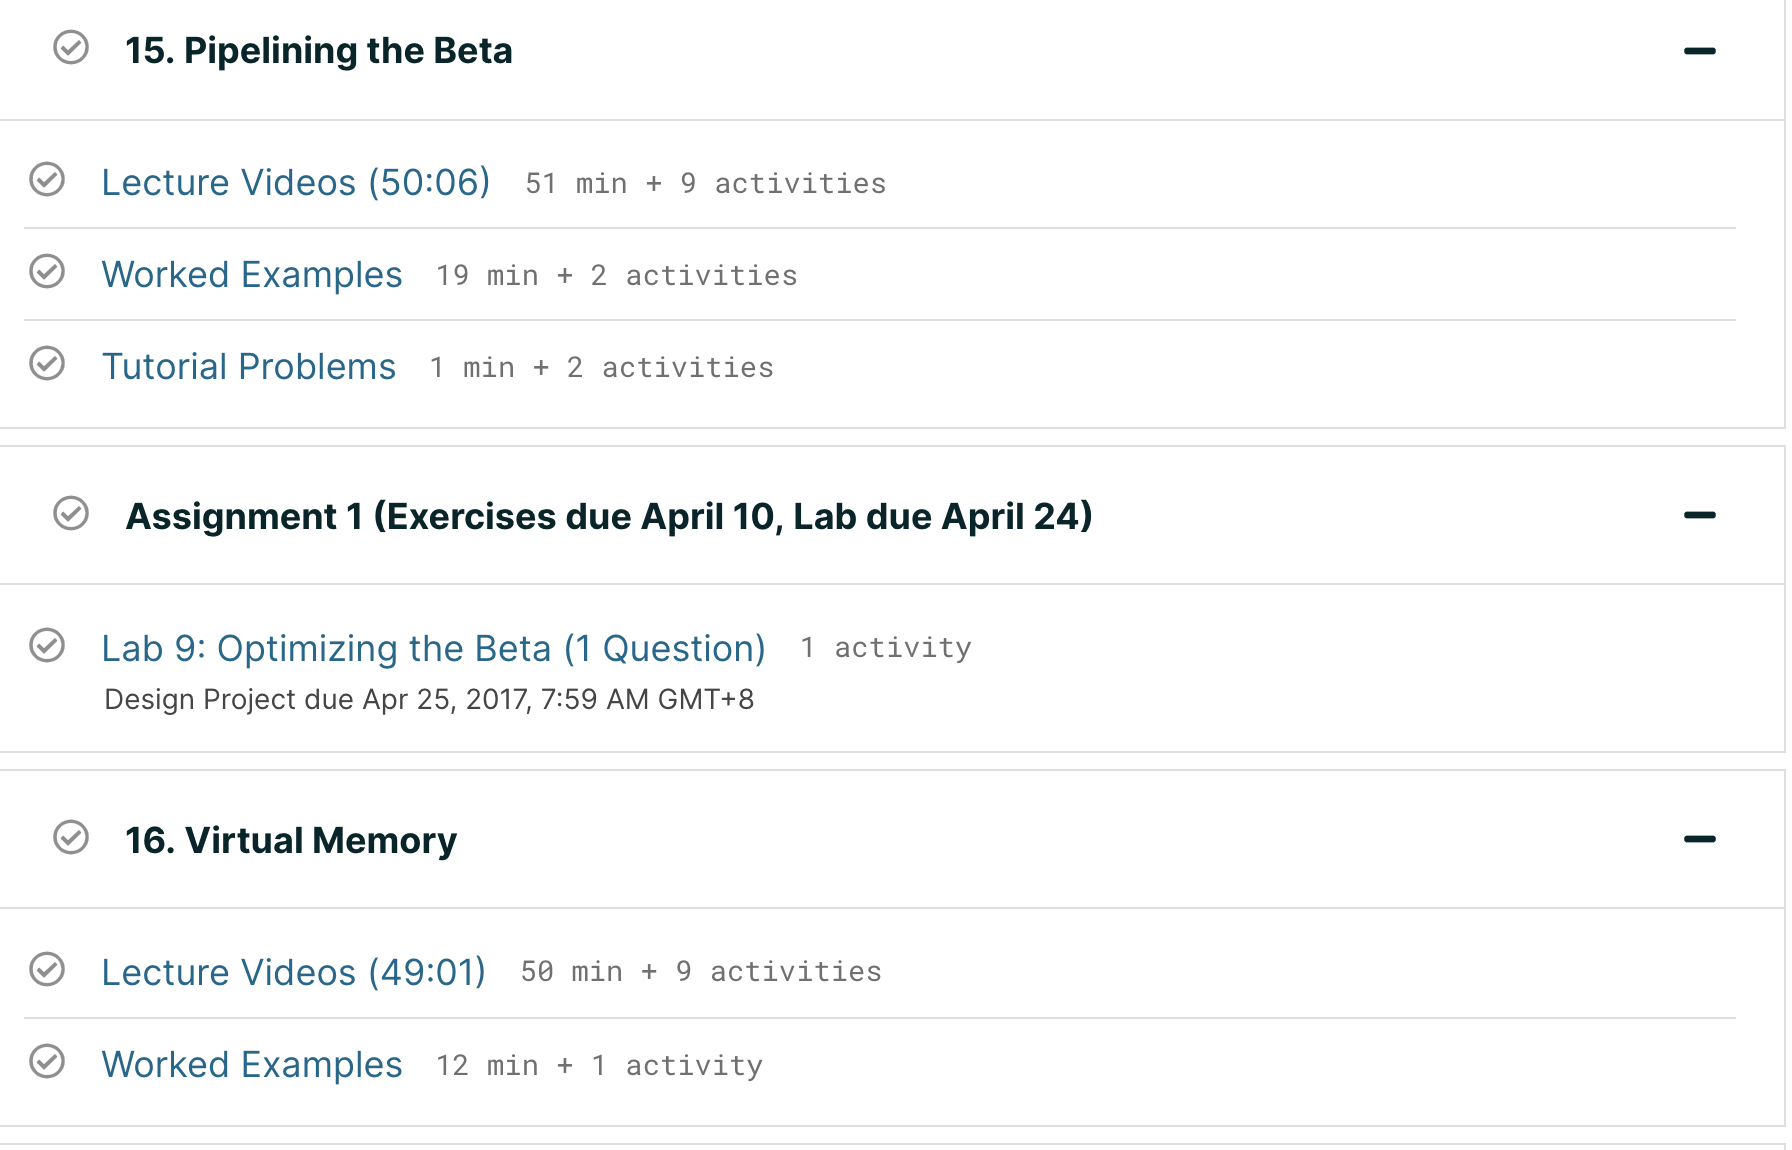 15. Pipelining the Beta
Lecture Videos (50:06) 51 min + 9 activities
Worked Examples 19 min + 2 activities
Tutorial Problems 1 min + 2 activities
Assignment 1 (Exercises due April 10, Lab due April 24)
Lab 9: Optimizing the Beta (1 Question) 1 activity
Design Project due Apr 25, 2017, 7:59 AM GMT+8
16. Virtual Memory
Lecture Videos (49:01) 50 min + 9 activities
Worked Examples 12 min + 1 activity